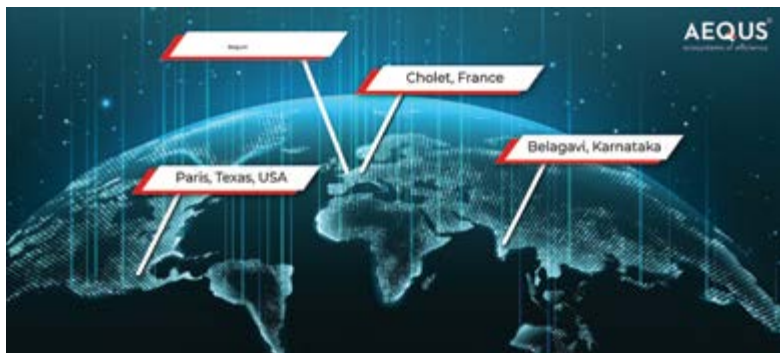 AEQUS
ecosystems of efficiency
Cholet, France
Belagavi, Karnataka
Paris, Texas, USA